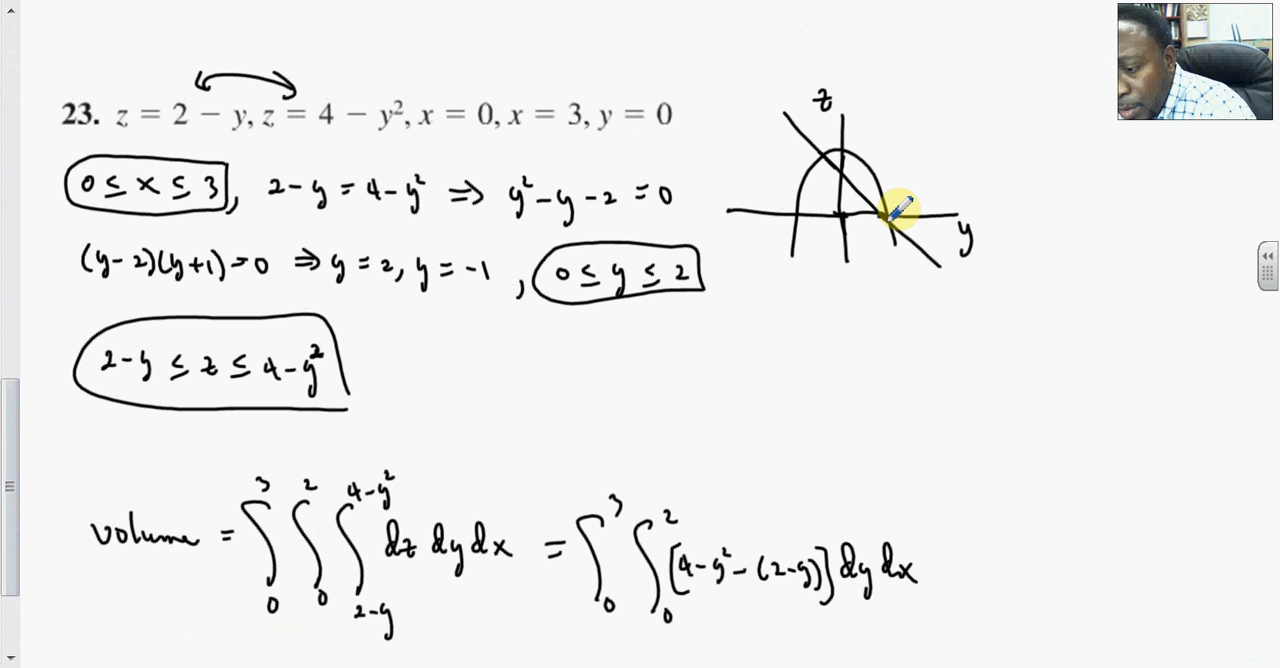 23. z = 2 − y, z = 4 − y², x = 0, x = 3, y = 0
0 ≤ x ≤ 3, 2-y = 4-y² ⇒ y²-y-2 = 0
(y-2)(y+1)=0 ⇒ y = 2, y = -1, 0 ≤ y ≤ 2
2-y ≤ z ≤ 4-y²
z
y
volume = ∫₀³ ∫₀² ∫_{2-y}^{4-y²} dz dy dx = ∫₀³ ∫₀² [4-y²-(2-y)] dy dx